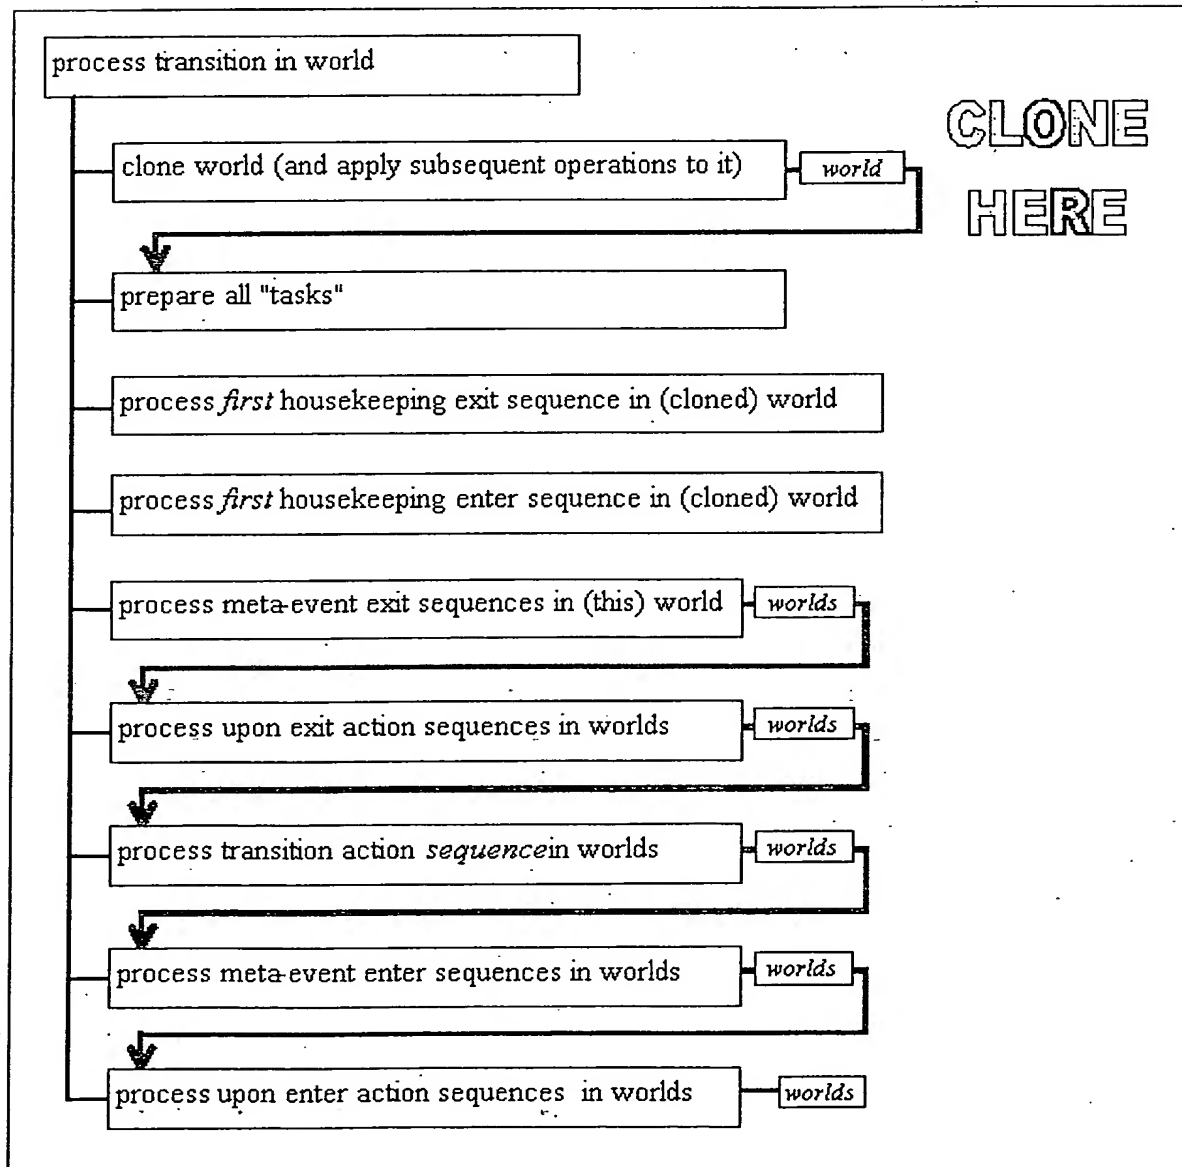 process transition in world
clone world (and apply subsequent operations to it)
world
CLONE
HERE
prepare all "tasks"
process first housekeeping exit sequence in (cloned) world
process first housekeeping enter sequence in (cloned) world
process meta-event exit sequences in (this) world
worlds
process upon exit action sequences in worlds
worlds
process transition action sequencein worlds
worlds
process meta-event enter sequences in worlds
worlds
process upon enter action sequences in worlds
worlds